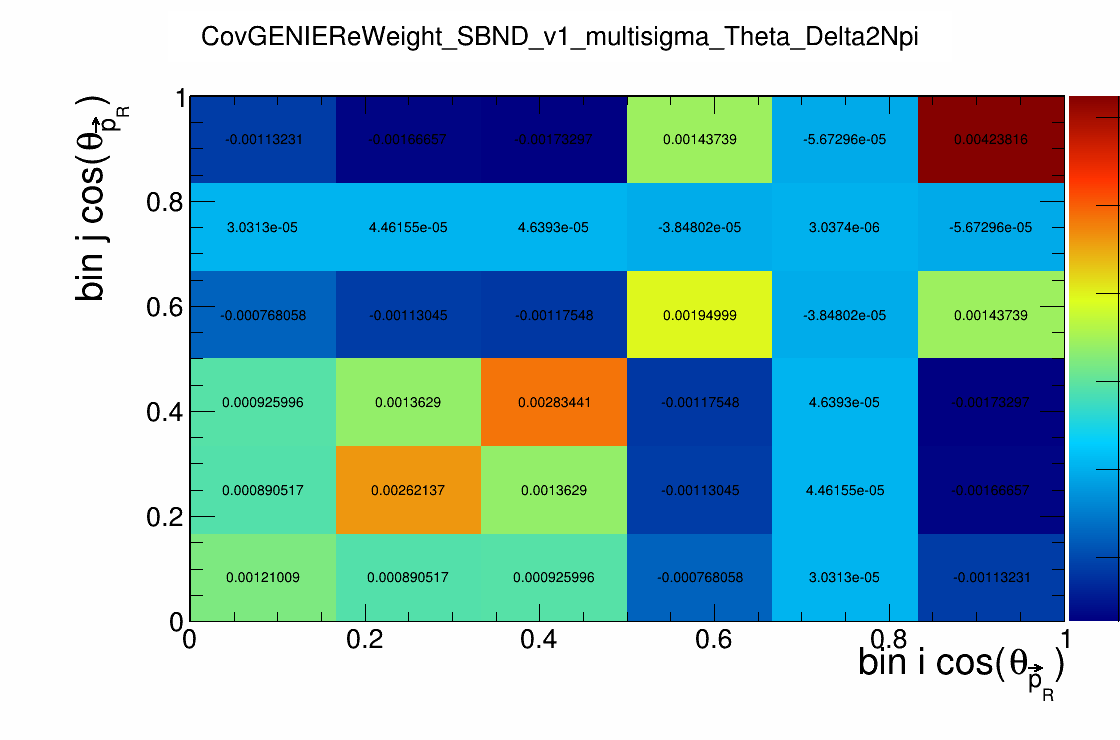 CovGENIEReWeight_SBND_v1_multisigma_Theta_Delta2Npi
bin j cos(θ_p⃗_R)
1
-0.00113231 -0.00166657 -0.00173297 0.00143739 -5.67296e-05 0.00423816
0.8
3.0313e-05 4.46155e-05 4.6393e-05 -3.84802e-05 3.0374e-06 -5.67296e-05
0.6
-0.000768058 -0.00113045 -0.00117548 0.00194999 -3.84802e-05 0.00143739
0.4
0.000925996 0.0013629 0.00283441 -0.00117548 4.6393e-05 -0.00173297
0.000890517 0.00262137 0.0013629 -0.00113045 4.46155e-05 -0.00166657
0.2
0.00121009 0.000890517 0.000925996 -0.000768058 3.0313e-05 -0.00113231
0
0 0.2 0.4 0.6 0.8 1
bin i cos(θ_p⃗_R)